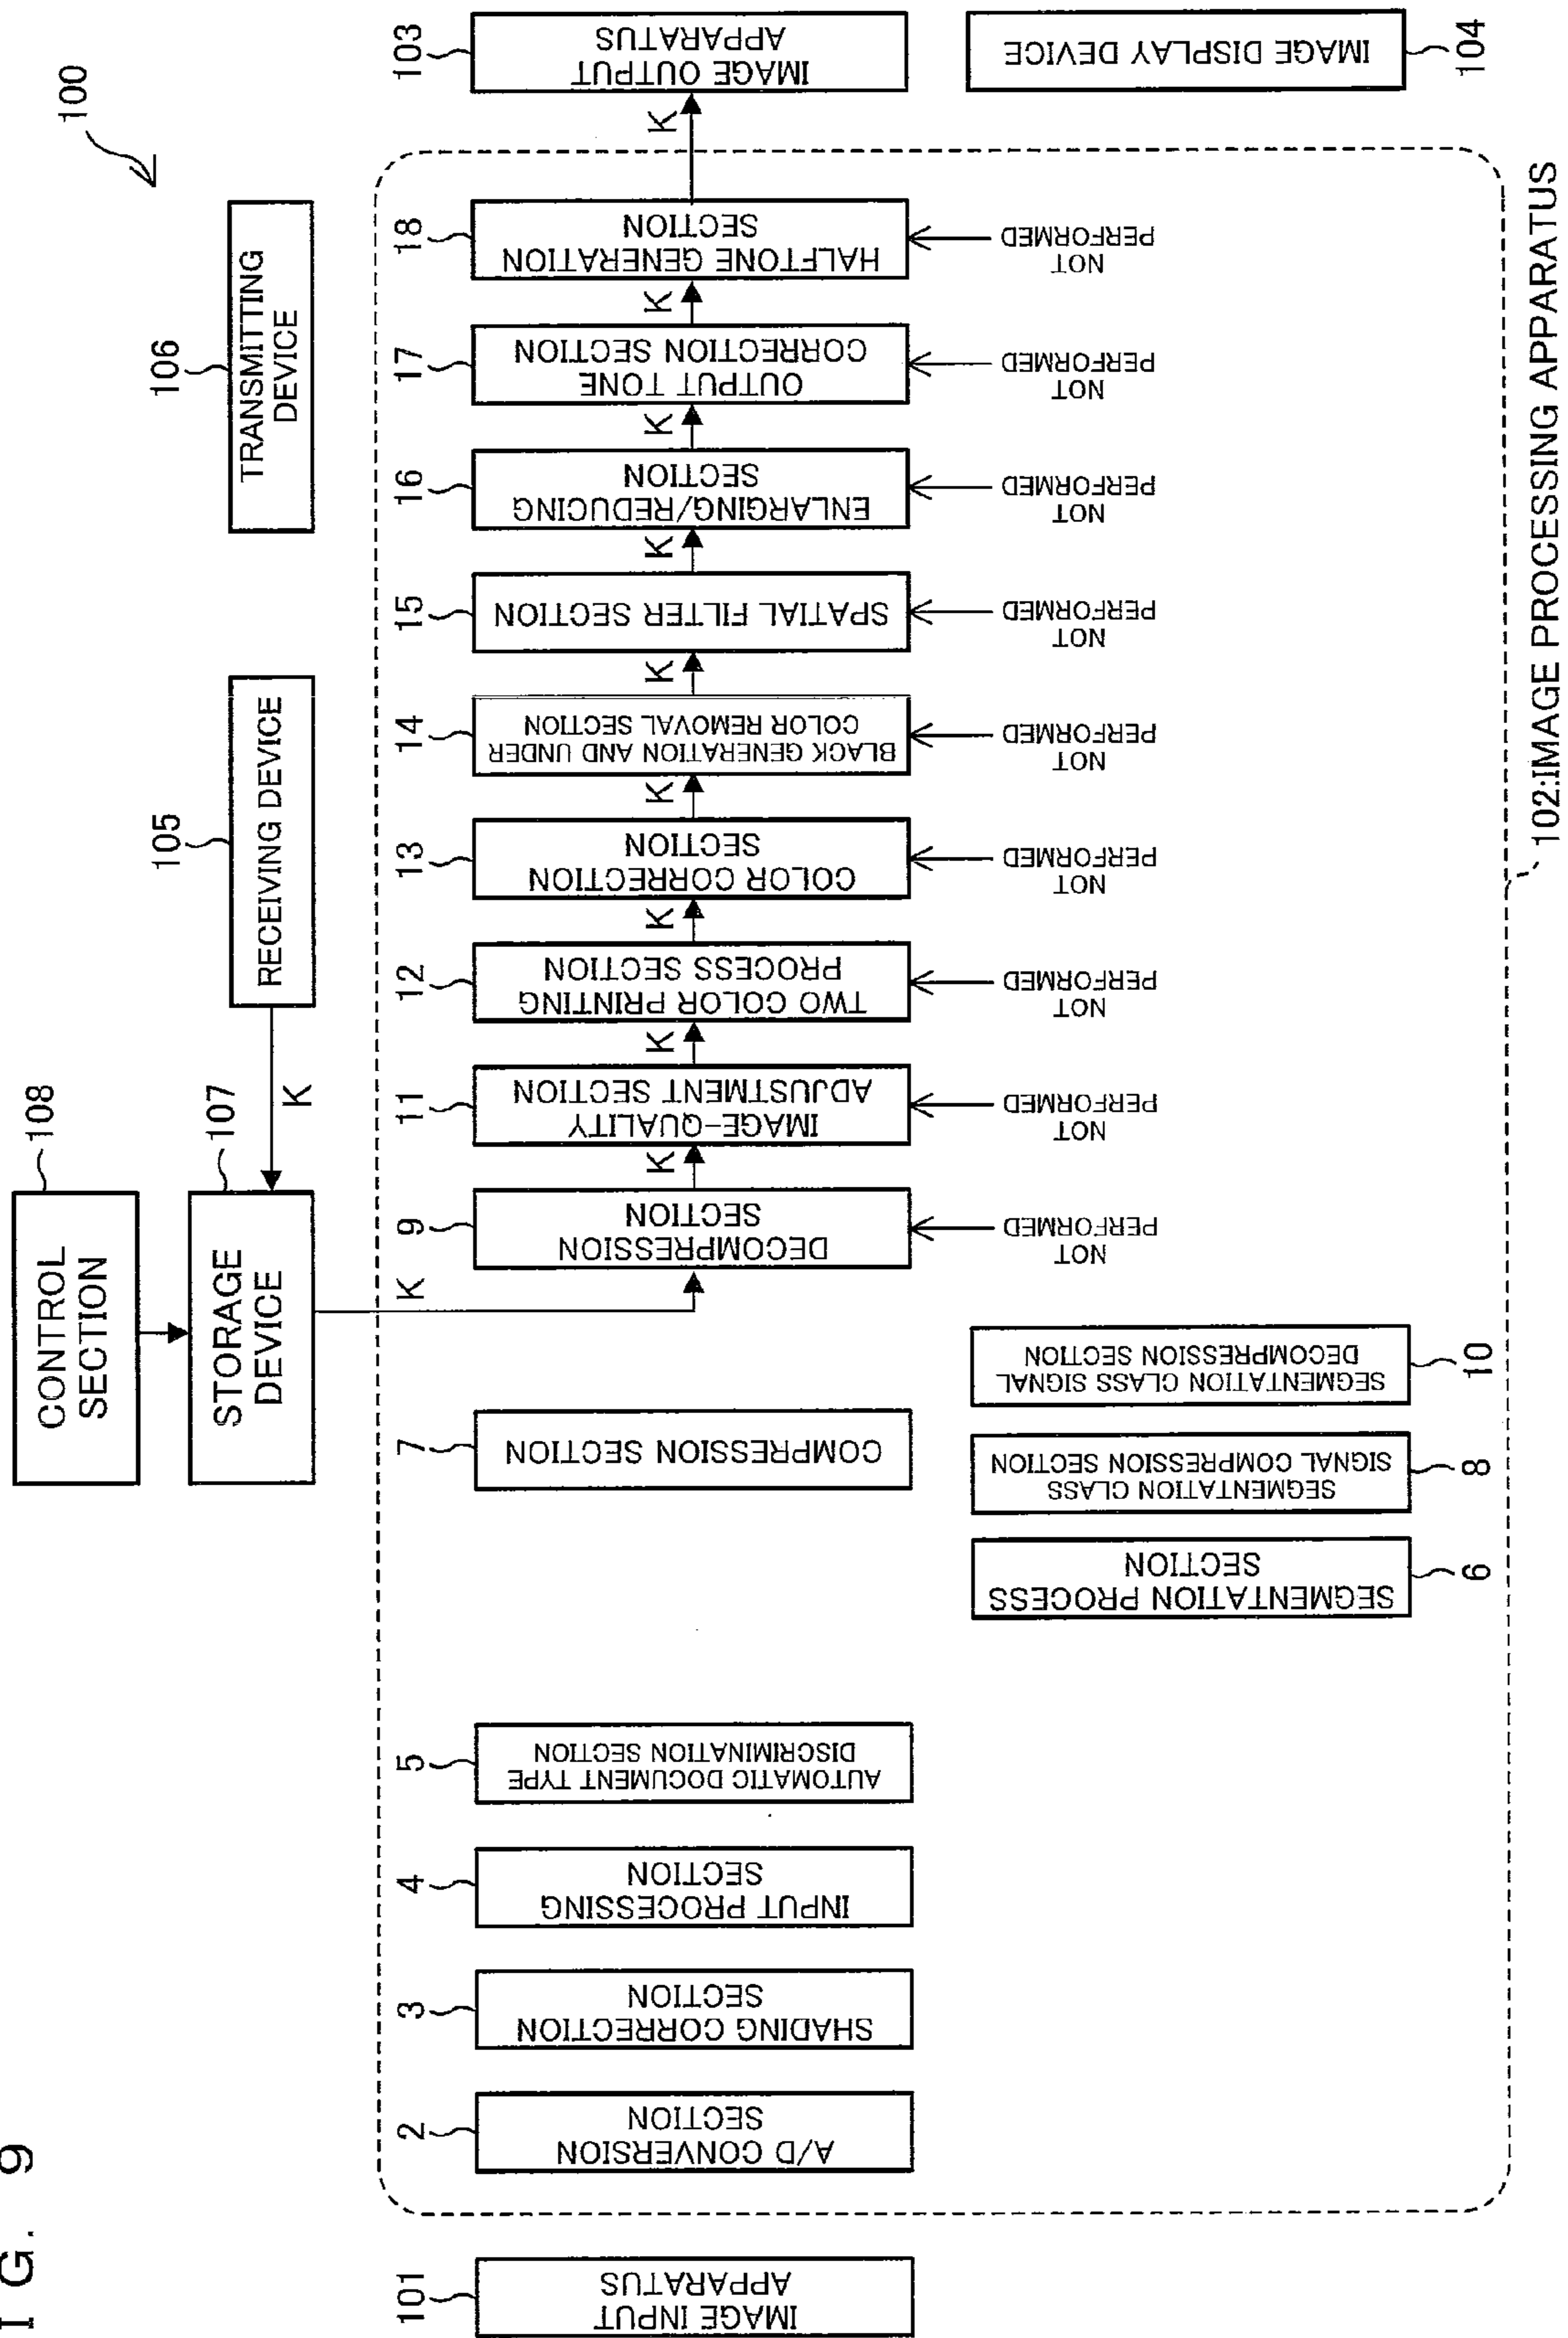 I G. 9
100
108
CONTROL
SECTION
107
STORAGE
DEVICE
105
RECEIVING DEVICE
K
106
TRANSMITTING
DEVICE
K
101
IMAGE INPUT
APPARATUS
2
A/D CONVERSION
SECTION
3
SHADING CORRECTION
SECTION
4
INPUT PROCESSING
SECTION
5
AUTOMATIC DOCUMENT TYPE
DISCRIMINATION SECTION
7
COMPRESSION SECTION
9
DECOMPRESSION
SECTION
K
11
IMAGE-QUALITY
ADJUSTMENT SECTION
K
12
TWO COLOR PRINTING
PROCESS SECTION
K
13
COLOR CORRECTION
SECTION
K
14
BLACK GENERATION AND UNDER
COLOR REMOVAL SECTION
K
15
SPATIAL FILTER SECTION
K
16
ENLARGING/REDUCING
SECTION
K
17
OUTPUT TONE
CORRECTION SECTION
K
18
HALFTONE GENERATION
SECTION
K
103
IMAGE OUTPUT
APPARATUS
SEGMENTATION PROCESS
SECTION
6
SEGMENTATION CLASS
SIGNAL COMPRESSION SECTION
8
SEGMENTATION CLASS SIGNAL
DECOMPRESSION SECTION
10
NOT
PERFORMED
NOT
PERFORMED
NOT
PERFORMED
NOT
PERFORMED
NOT
PERFORMED
NOT
PERFORMED
NOT
PERFORMED
NOT
PERFORMED
NOT
PERFORMED
IMAGE DISPLAY DEVICE
104
102:IMAGE PROCESSING APPARATUS